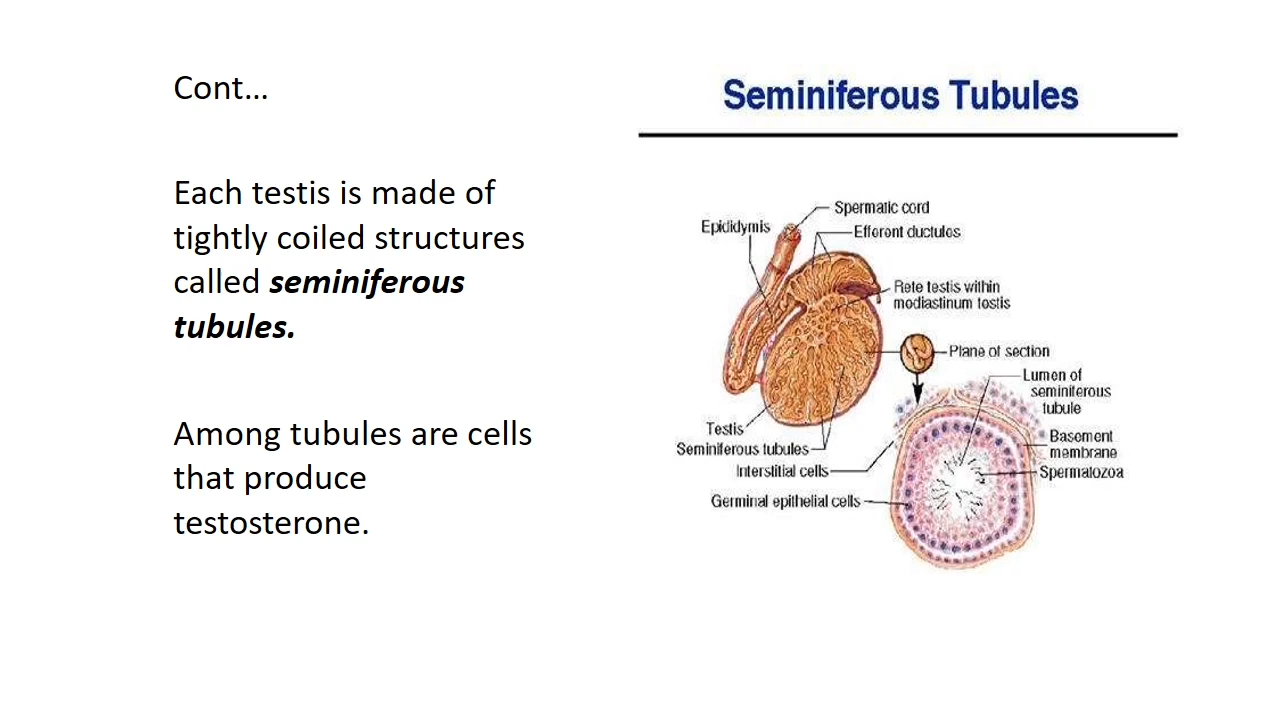 Cont...
Each testis is made of
tightly coiled structures
called seminiferous
tubules.
Among tubules are cells
that produce
testosterone.
Seminiferous Tubules
Spermatic cord
Epididymis
Efferent ductules
Rete testis within
mediastinum testis
Plane of section
Lumen of
seminiferous
tubule
Testis
Seminiferous tubules
Basement
membrane
Interstitial cells
Spermatozoa
Germinal epithelial cells